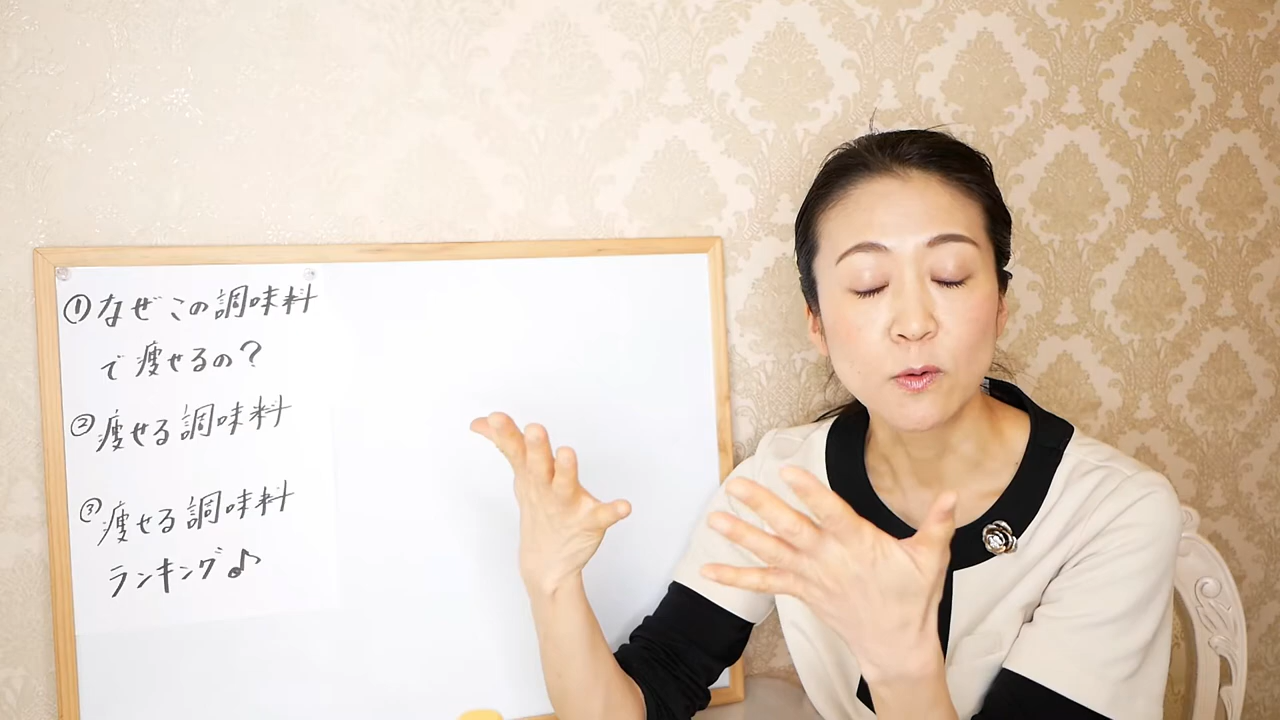 ①なぜこの調味料
で痩せるの？
②痩せる調味料
③痩せる調味料
ランキング♪